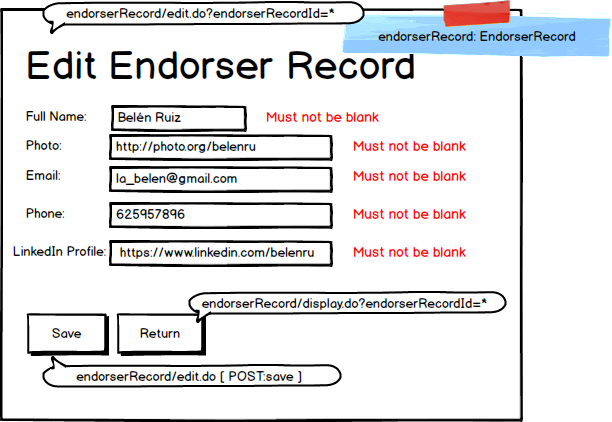 endorserRecord/edit.do?endorserRecordId=*
endorserRecord: EndorserRecord
Edit Endorser Record
Full Name: Belén Ruiz Must not be blank
Photo: http://photo.org/belenru Must not be blank
Email: la_belen@gmail.com Must not be blank
Phone: 625957896 Must not be blank
LinkedIn Profile: https://www.linkedin.com/belenru Must not be blank
endorserRecord/display.do?endorserRecordId=*
Save Return
endorserRecord/edit.do [ POST:save ]